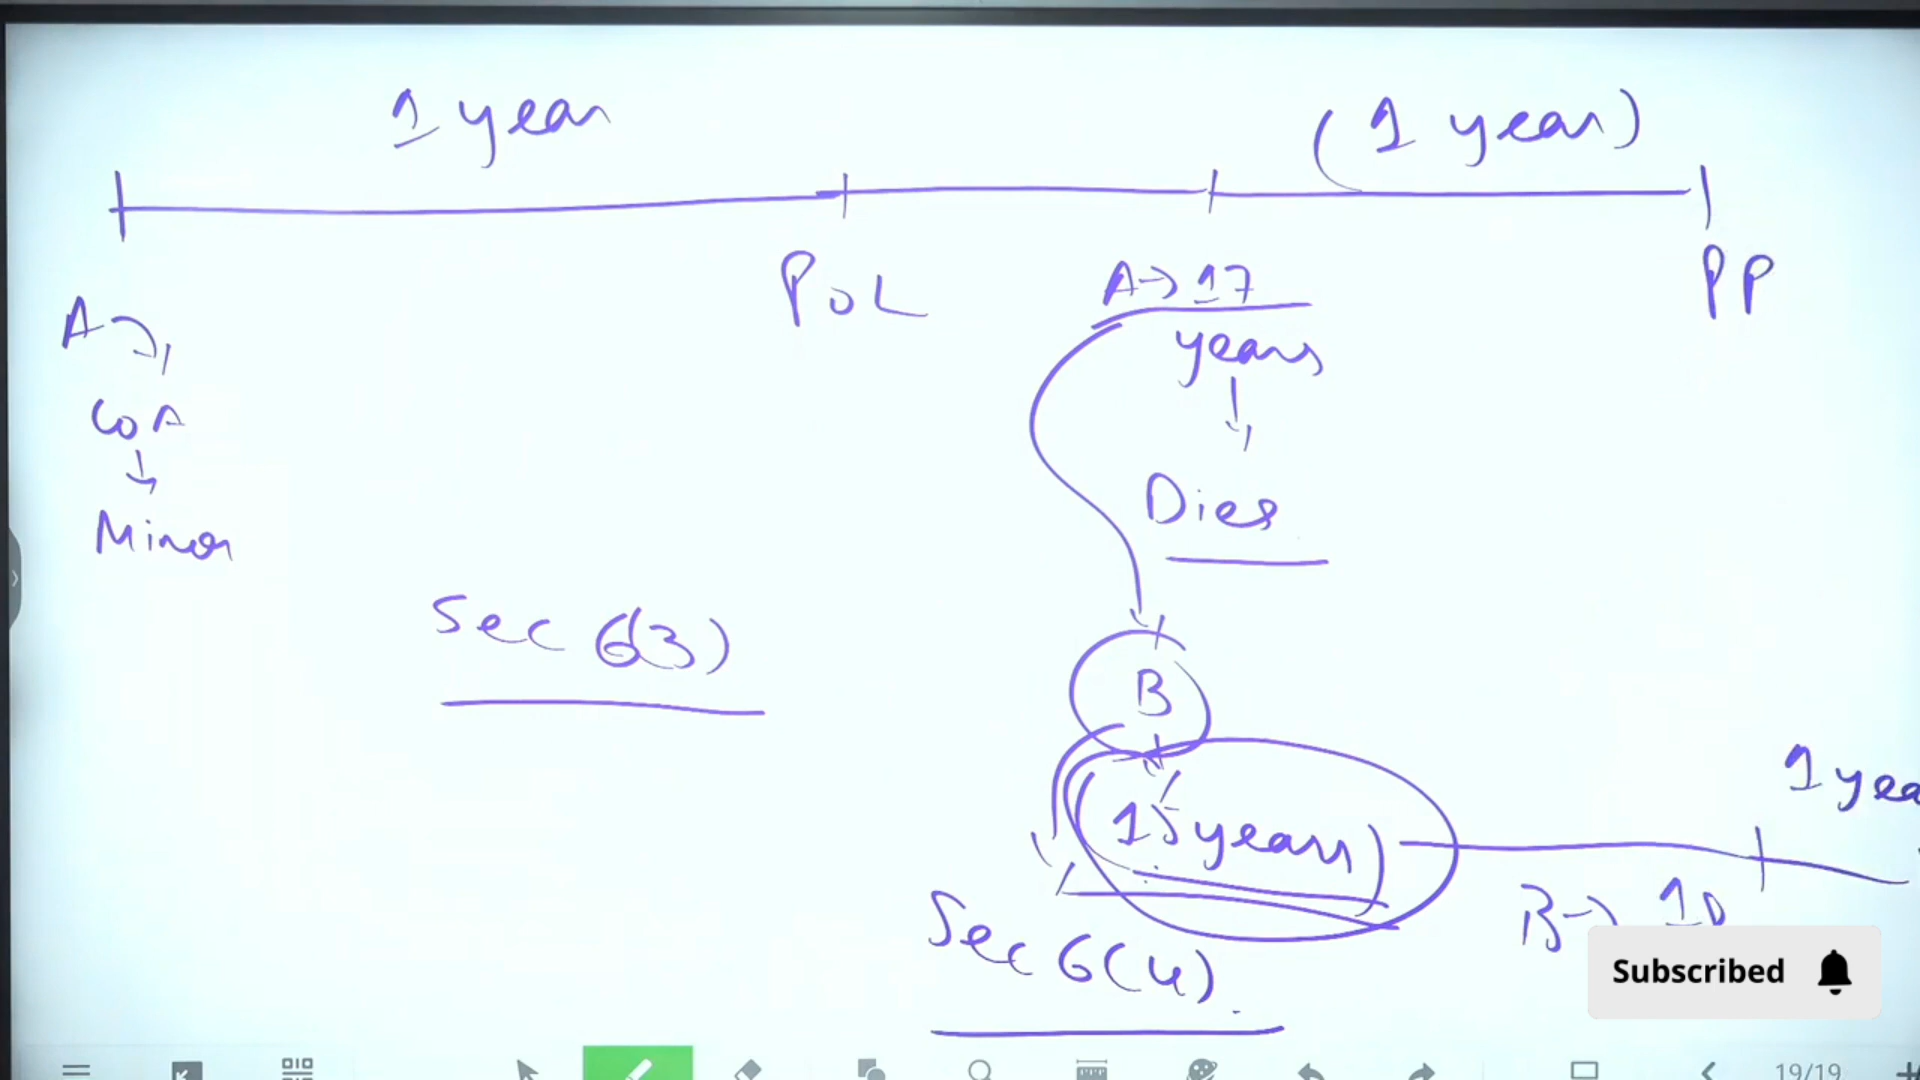 1 year
(1 year)
PoL
PP
A
CoA
Minor
A→17
years
Dies
Sec 6(3)
B
15 years)
1 yea
B→
Sec 6(4).
Subscribed
19/19